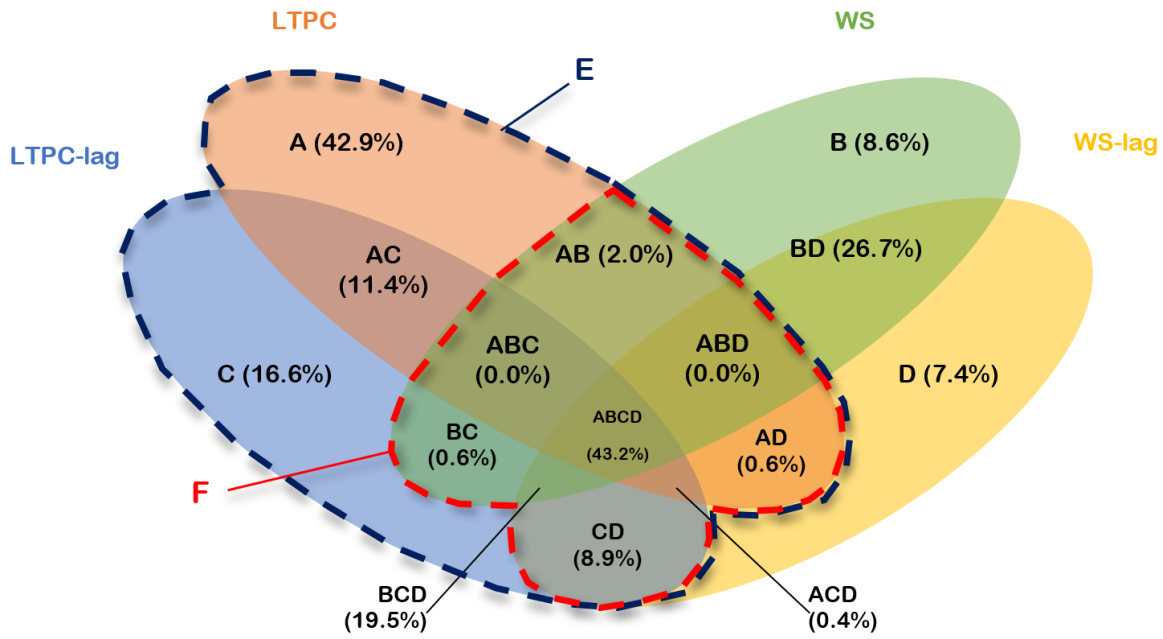 LTPC
WS
E
A (42.9%)
B (8.6%)
LTPC-lag
WS-lag
AC
(11.4%)
AB (2.0%)
BD (26.7%)
ABC
(0.0%)
ABD
(0.0%)
C (16.6%)
D (7.4%)
ABCD
(43.2%)
BC
(0.6%)
AD
(0.6%)
F
CD
(8.9%)
BCD
(19.5%)
ACD
(0.4%)